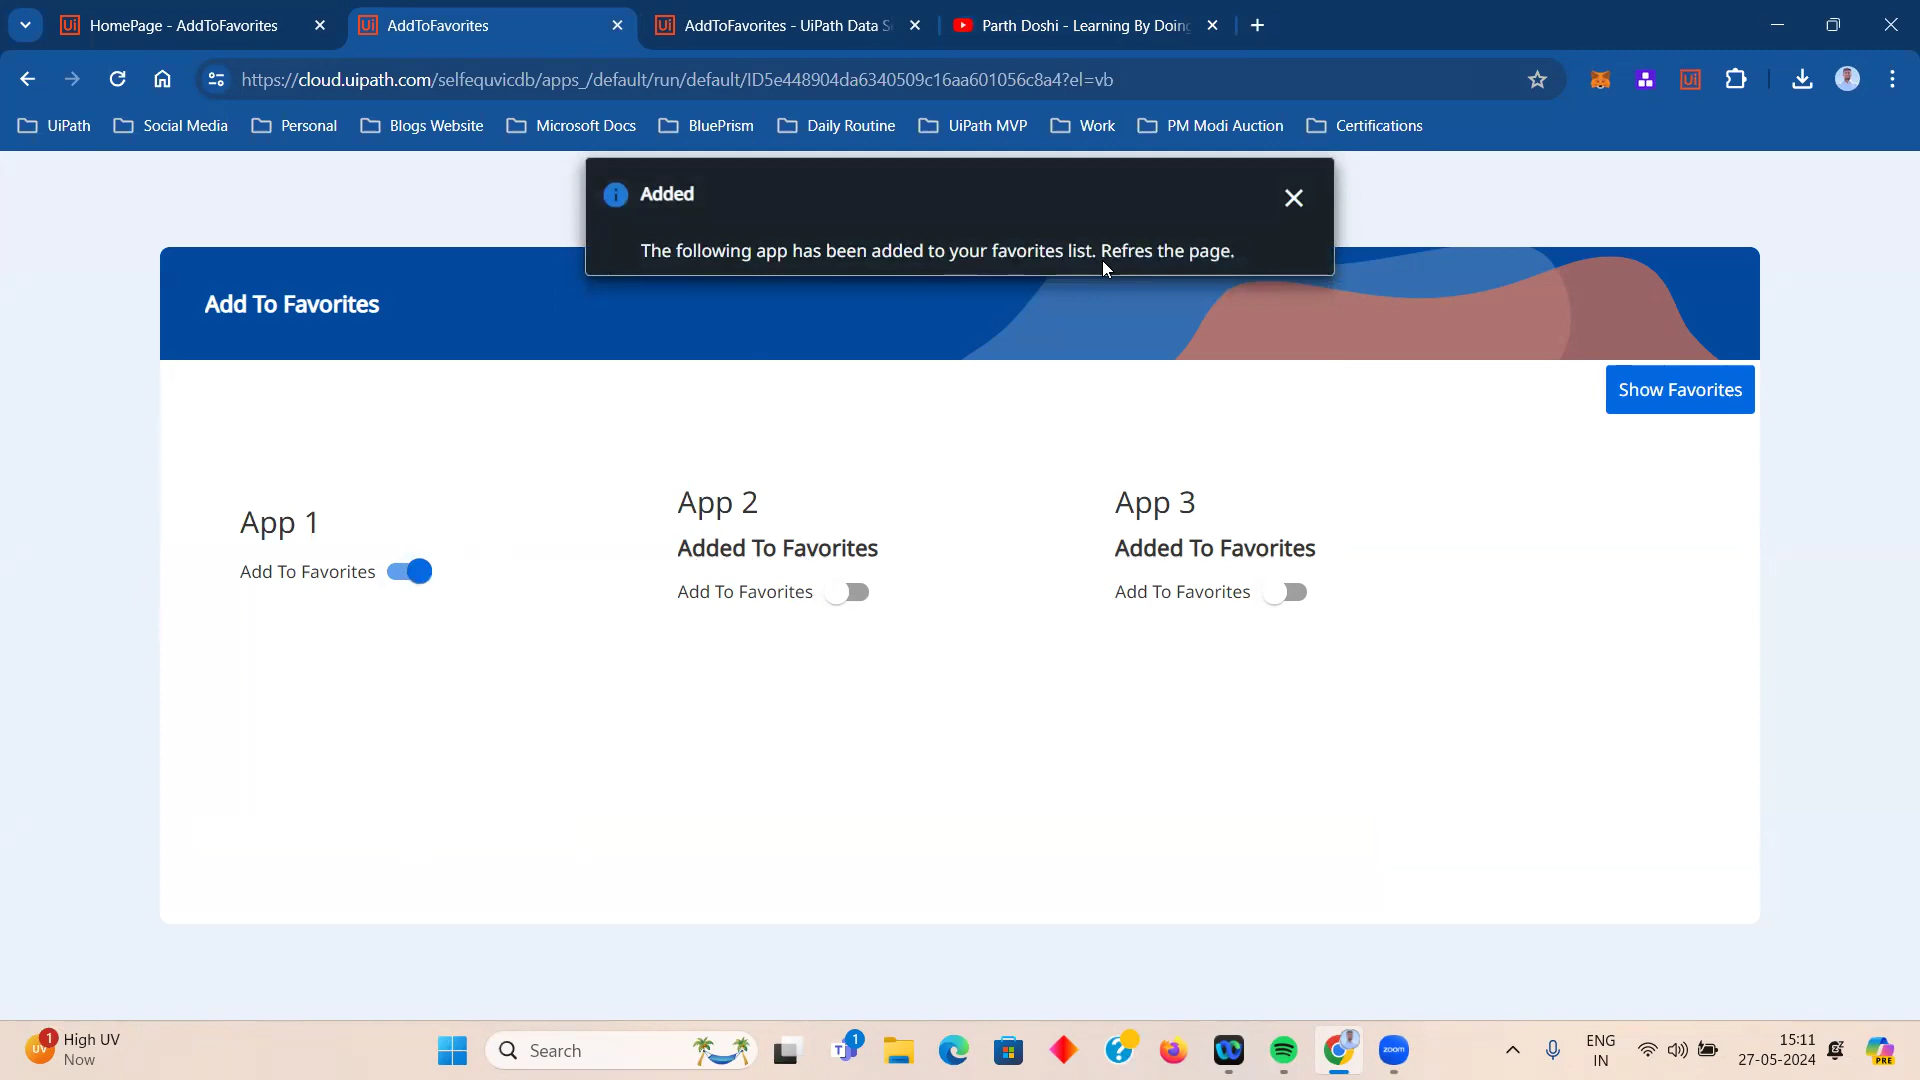 HomePage - AddToFavorites
AddToFavorites
AddToFavorites - UiPath Data S
Parth Doshi - Learning By Doing
https://cloud.uipath.com/selfequvicdb/apps_/default/run/default/ID5e448904da6340509c16aa601056c8a4?el=vb
UiPath
Social Media
Personal
Blogs Website
Microsoft Docs
BluePrism
Daily Routine
UiPath MVP
Work
PM Modi Auction
Certifications
Added
The following app has been added to your favorites list. Refres the page.
Add To Favorites
Show Favorites
App 1
Add To Favorites
App 2
Added To Favorites
Add To Favorites
App 3
Added To Favorites
Add To Favorites
High UV
Now
Search
ENG
IN
15:11
27-05-2024